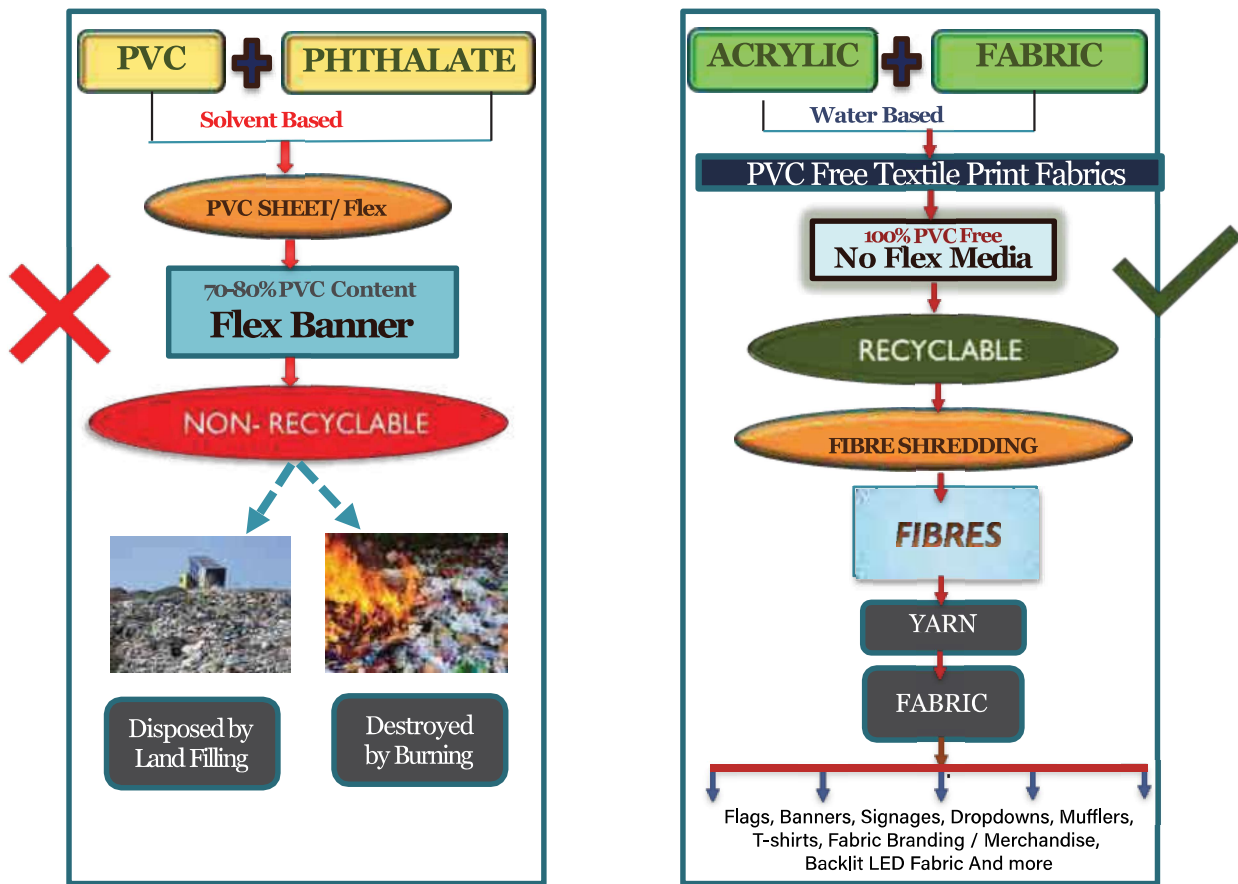 PVC
PHTHALATE
Solvent Based
PVC SHEET/ Flex
70-80% PVC Content
Flex Banner
NON- RECYCLABLE
Disposed by
Land Filling
Destroyed
by Burning
ACRYLIC
FABRIC
Water Based
PVC Free Textile Print Fabrics
100% PVC Free
No Flex Media
RECYCLABLE
FIBRE SHREDDING
FIBRES
YARN
FABRIC
Flags, Banners, Signages, Dropdowns, Mufflers,
T-shirts, Fabric Branding / Merchandise,
Backlit LED Fabric And more